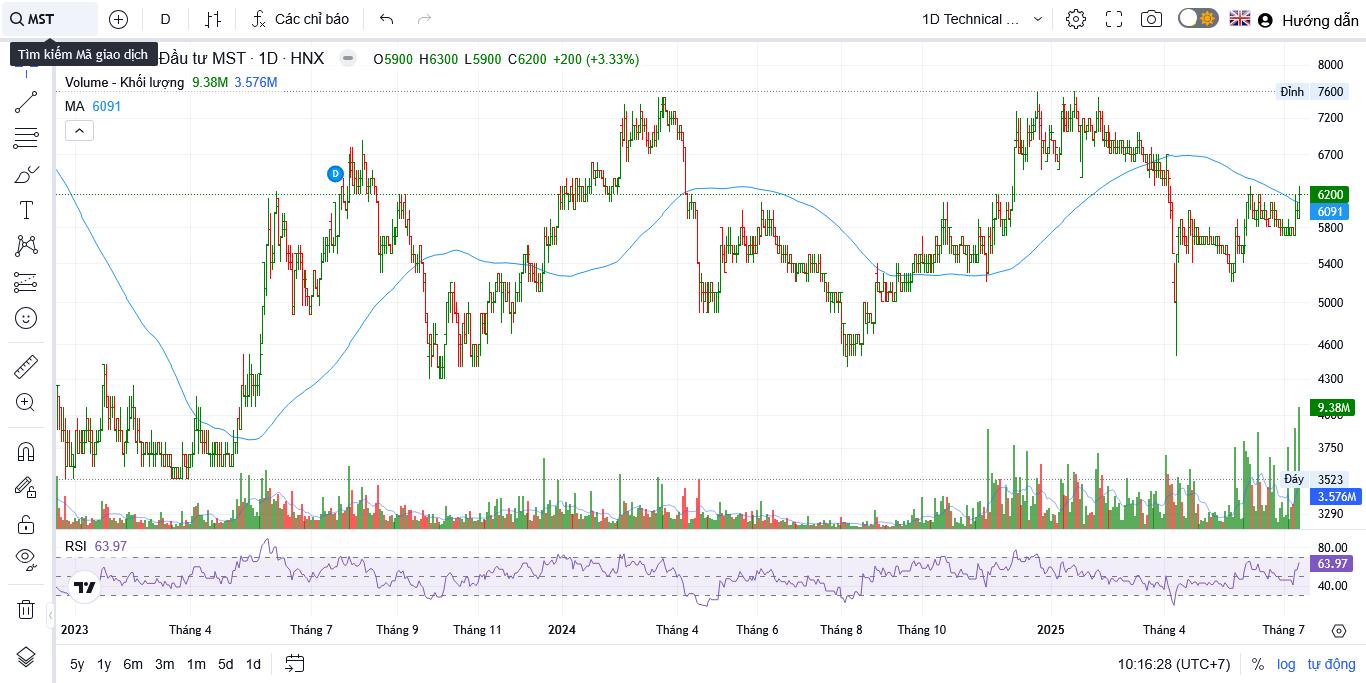 MST
D
Các chỉ báo
1D Technical ...
Hướng dẫn
Tìm kiếm Mã giao dịch
Đầu tư MST · 1D · HNX
O5900 H6300 L5900 C6200 +200 (+3.33%)
Volume - Khối lượng 9.38M 3.576M
MA 6091
D
8000
Đỉnh 7600
7200
6700
6200
6091
5800
5400
5000
4600
4300
9.38M
3750
Đáy 3523
3.576M
3290
RSI 63.97
80.00
63.97
40.00
2023 Tháng 4 Tháng 7 Tháng 9 Tháng 11 2024 Tháng 4 Tháng 6 Tháng 8 Tháng 10 2025 Tháng 4 Tháng 7
5y 1y 6m 3m 1m 5d 1d
10:16:28 (UTC+7) % log tự động